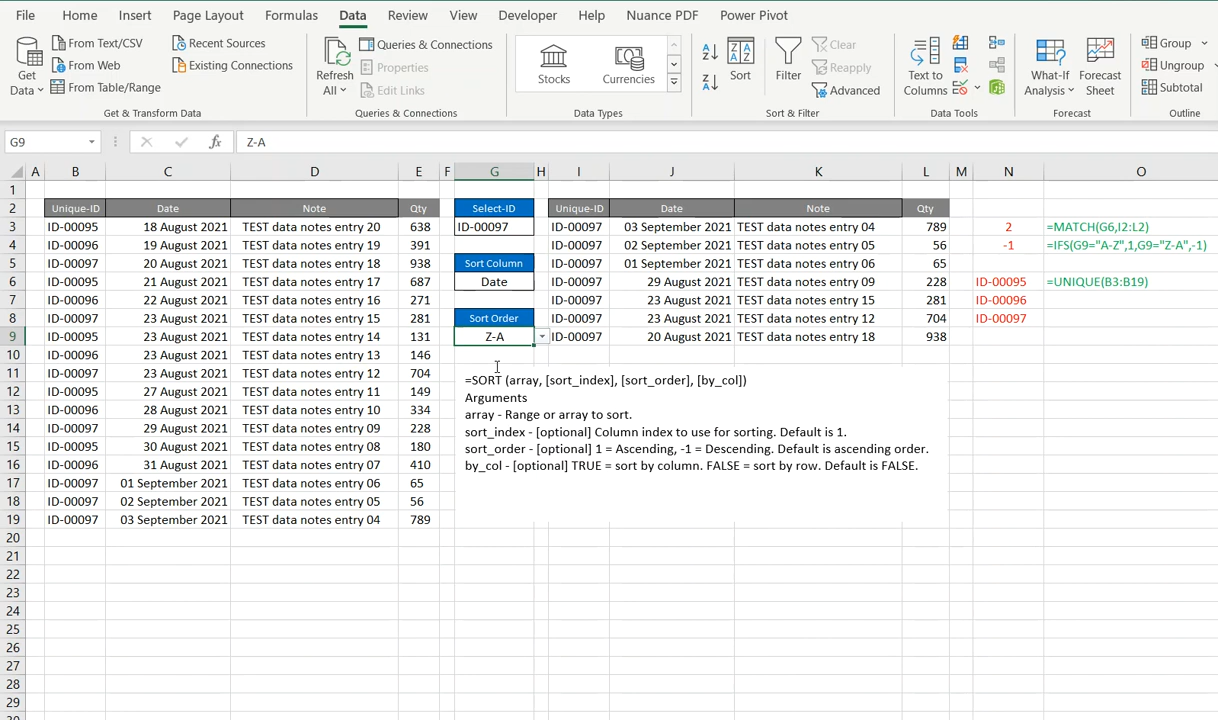 File Home Insert Page Layout Formulas Data Review View Developer Help Nuance PDF Power Pivot
Get Data From Text/CSV From Web From Table/Range Recent Sources Existing Connections
Refresh All Queries & Connections Properties Edit Links
Stocks Currencies
Sort Filter Clear Reapply Advanced
Text to Columns
What-If Analysis Forecast Sheet
Group Ungroup Subtotal
Get & Transform Data Queries & Connections Data Types Sort & Filter Data Tools Forecast Outline
G9 fx Z-A
A B C D E F G H I J K L M N O
1
2 Unique-ID Date Note Qty Select-ID Unique-ID Date Note Qty
3 ID-00095 18 August 2021 TEST data notes entry 20 638 ID-00097 ID-00097 03 September 2021 TEST data notes entry 04 789 2 =MATCH(G6,I2:L2)
4 ID-00096 19 August 2021 TEST data notes entry 19 391 ID-00097 02 September 2021 TEST data notes entry 05 56 -1 =IFS(G9="A-Z",1,G9="Z-A",-1)
5 ID-00097 20 August 2021 TEST data notes entry 18 938 Sort Column ID-00097 01 September 2021 TEST data notes entry 06 65
6 ID-00095 21 August 2021 TEST data notes entry 17 687 Date ID-00097 29 August 2021 TEST data notes entry 09 228 ID-00095 =UNIQUE(B3:B19)
7 ID-00096 22 August 2021 TEST data notes entry 16 271 ID-00097 23 August 2021 TEST data notes entry 15 281 ID-00096
8 ID-00097 23 August 2021 TEST data notes entry 15 281 Sort Order ID-00097 23 August 2021 TEST data notes entry 12 704 ID-00097
9 ID-00095 23 August 2021 TEST data notes entry 14 131 Z-A ID-00097 20 August 2021 TEST data notes entry 18 938
10 ID-00096 23 August 2021 TEST data notes entry 13 146
11 ID-00097 23 August 2021 TEST data notes entry 12 704 =SORT (array, [sort_index], [sort_order], [by_col])
Arguments
12 ID-00095 27 August 2021 TEST data notes entry 11 149
13 ID-00096 28 August 2021 TEST data notes entry 10 334 array - Range or array to sort.
14 ID-00097 29 August 2021 TEST data notes entry 09 228 sort_index - [optional] Column index to use for sorting. Default is 1.
15 ID-00095 30 August 2021 TEST data notes entry 08 180 sort_order - [optional] 1 = Ascending, -1 = Descending. Default is ascending order.
16 ID-00096 31 August 2021 TEST data notes entry 07 410 by_col - [optional] TRUE = sort by column. FALSE = sort by row. Default is FALSE.
17 ID-00097 01 September 2021 TEST data notes entry 06 65
18 ID-00097 02 September 2021 TEST data notes entry 05 56
19 ID-00097 03 September 2021 TEST data notes entry 04 789
20
21
22
23
24
25
26
27
28
29
30